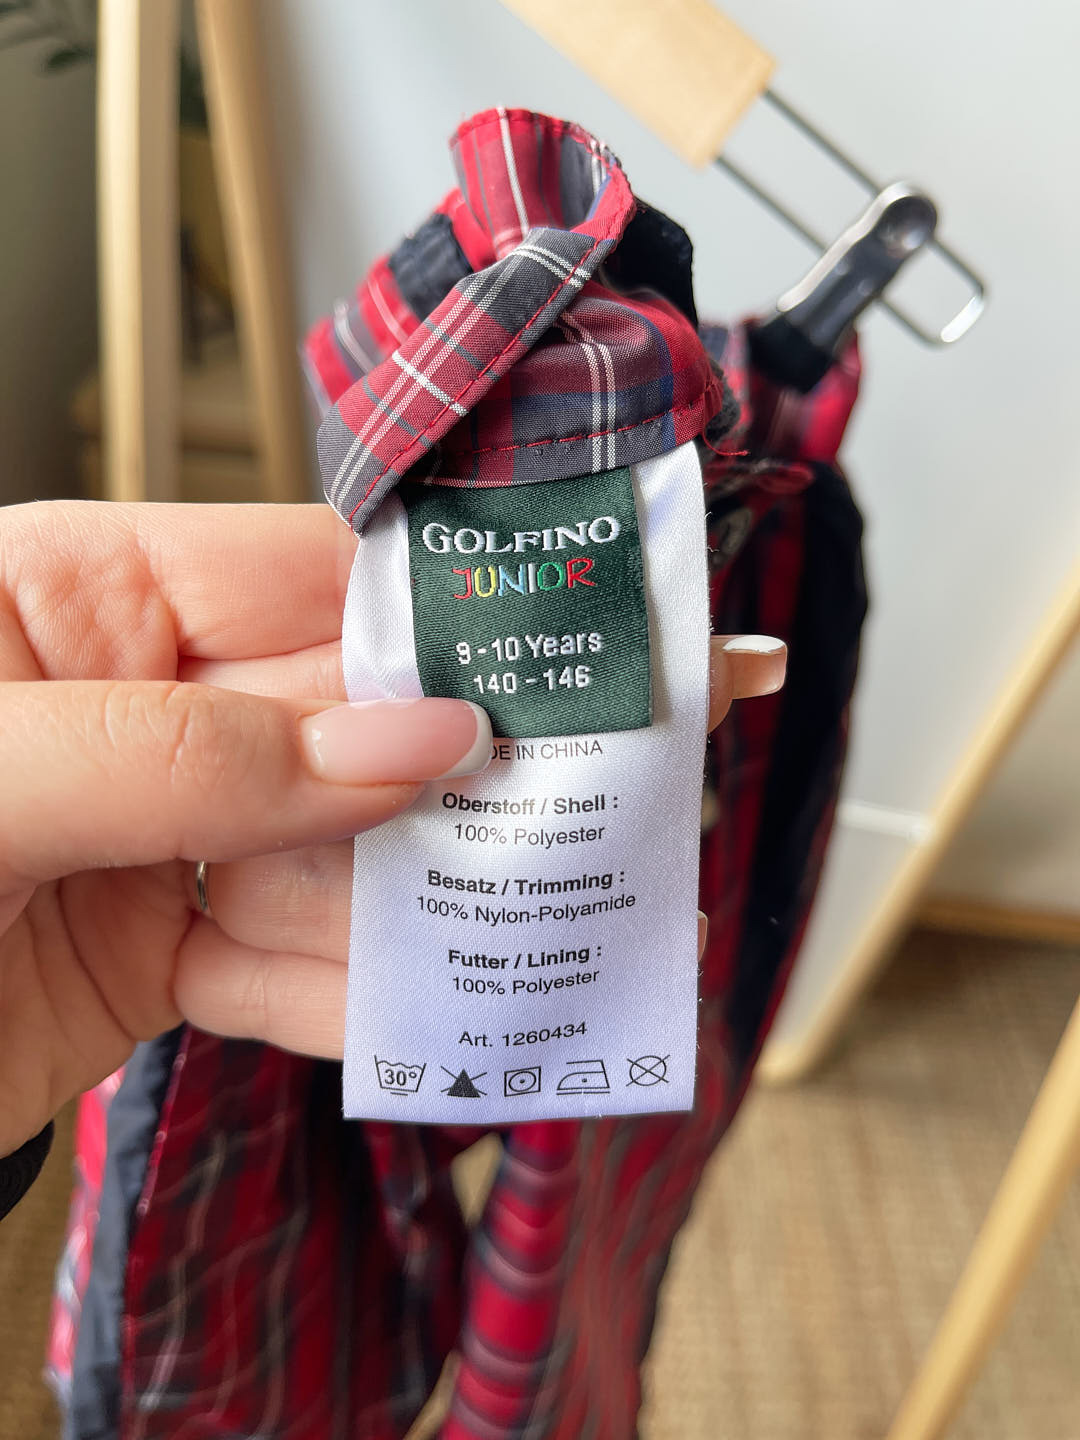 GOLFINO
JUNIOR
9-10 Years
140-146
IN CHINA
Oberstoff / Shell :
100% Polyester
Besatz / Trimming :
100% Nylon-Polyamide
Futter / Lining :
100% Polyester
Art. 1260434
30°